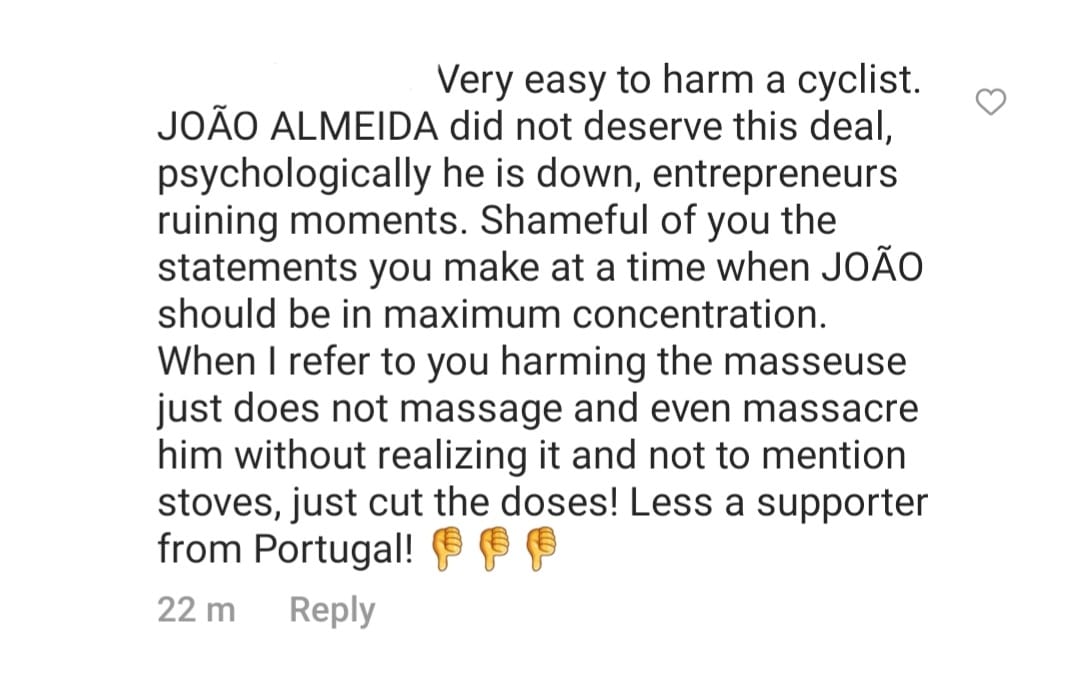 Very easy to harm a cyclist.
JOÃO ALMEIDA did not deserve this deal,
psychologically he is down, entrepreneurs
ruining moments. Shameful of you the
statements you make at a time when JOÃO
should be in maximum concentration.
When I refer to you harming the masseuse
just does not massage and even massacre
him without realizing it and not to mention
stoves, just cut the doses! Less a supporter
from Portugal! 👎 👎 👎
22 m Reply